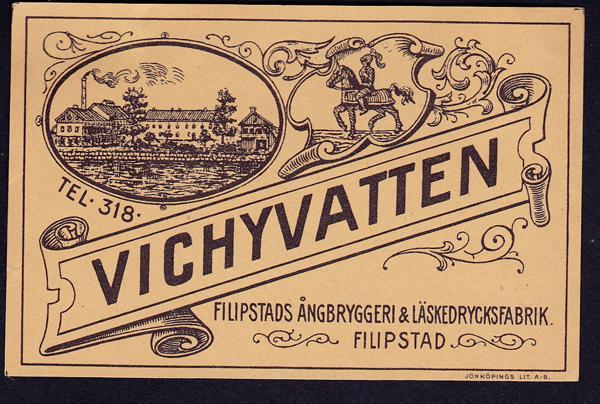 TEL. 318.
VICHYVATTEN
FILIPSTADS ÅNGBRYGGERI & LÄSKEDRYCKSFABRIK.
FILIPSTAD.
JÖNKÖPINGS LIT. A.-B.